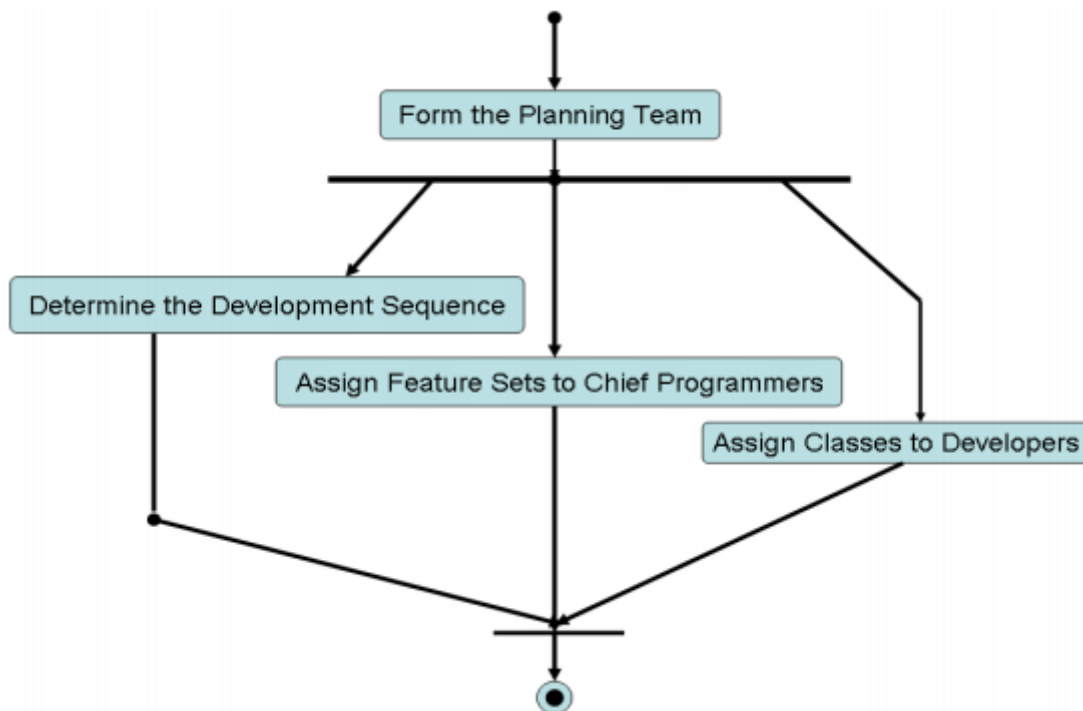 Form the Planning Team
Determine the Development Sequence
Assign Feature Sets to Chief Programmers
Assign Classes to Developers